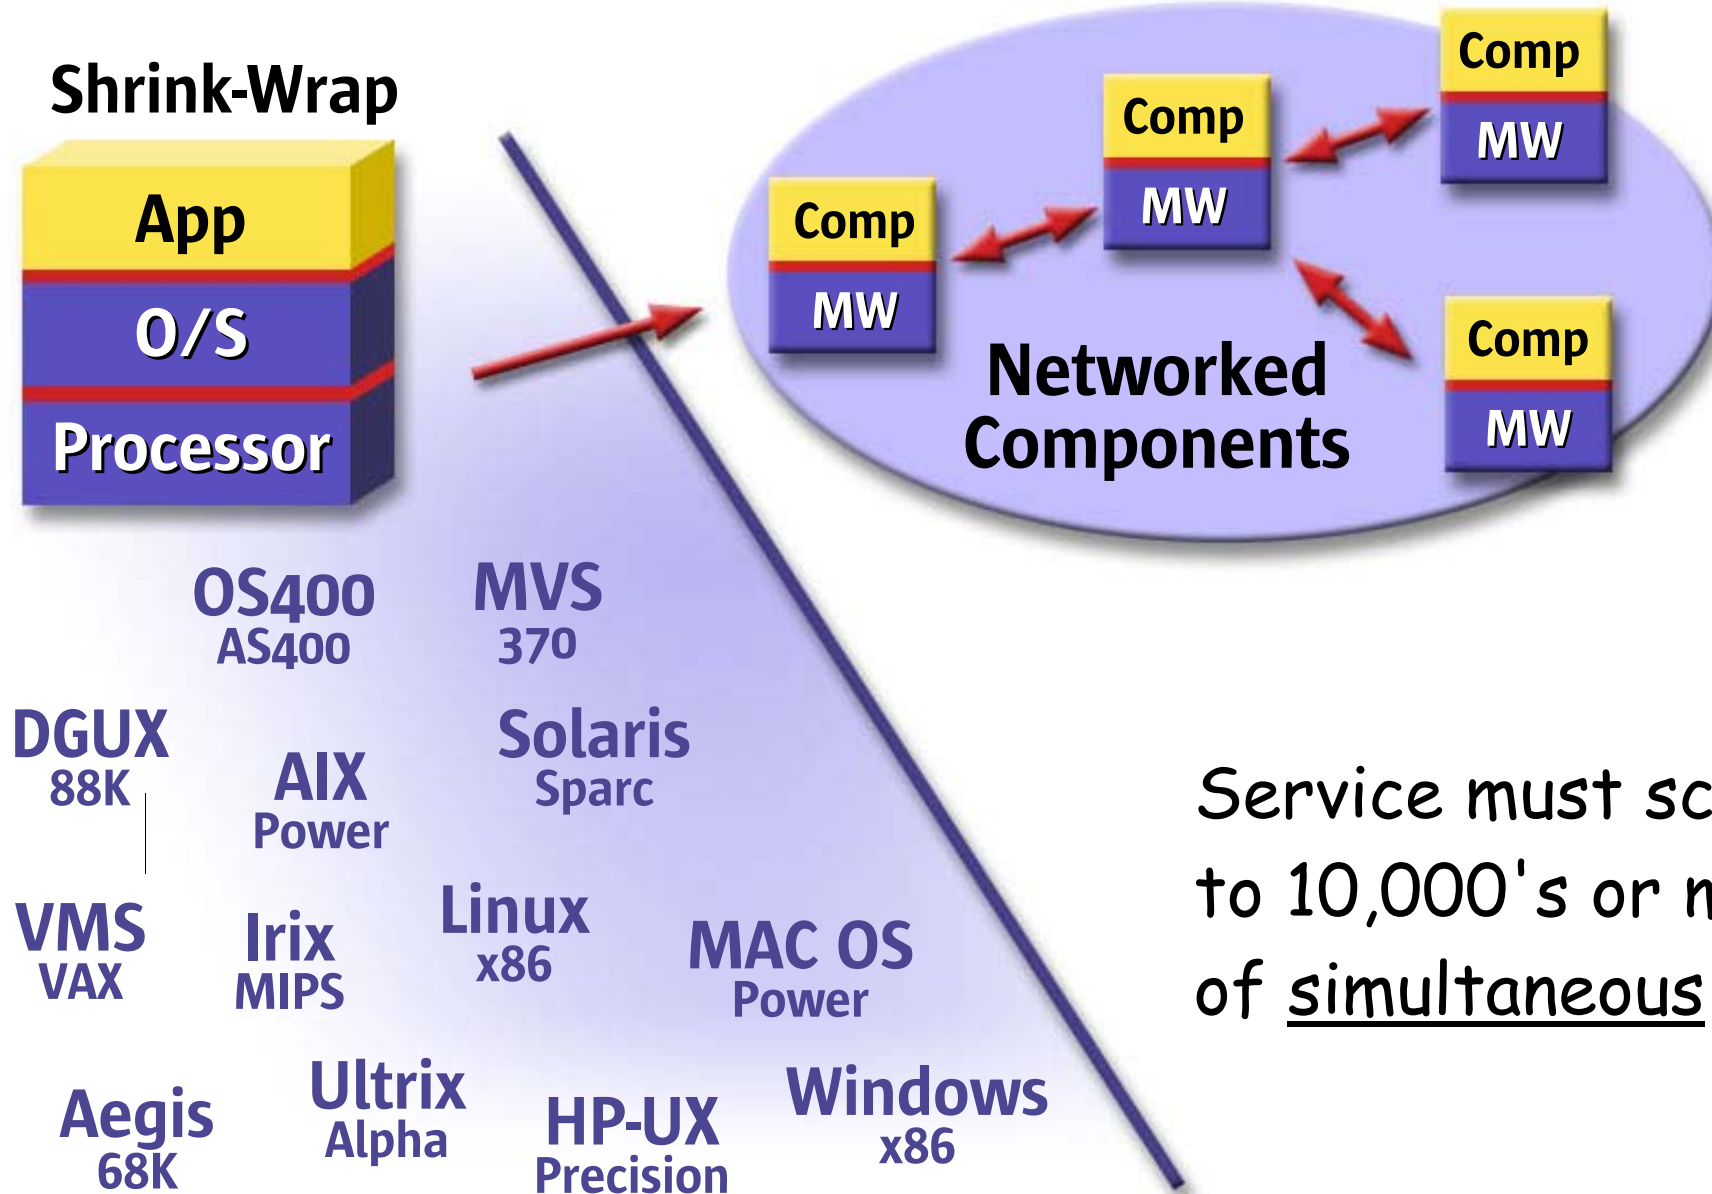 Shrink-Wrap
App
O/S
Processor
Comp
MW
Comp
MW
Comp
MW
Comp
MW
Networked
Components
OS400
AS400
MVS
370
DGUX
88K
AIX
Power
Solaris
Sparc
VMS
VAX
Irix
MIPS
Linux
x86
MAC OS
Power
Aegis
68K
Ultrix
Alpha
HP-UX
Precision
Windows
x86
Service must
to 10,000's or
of simultaneous